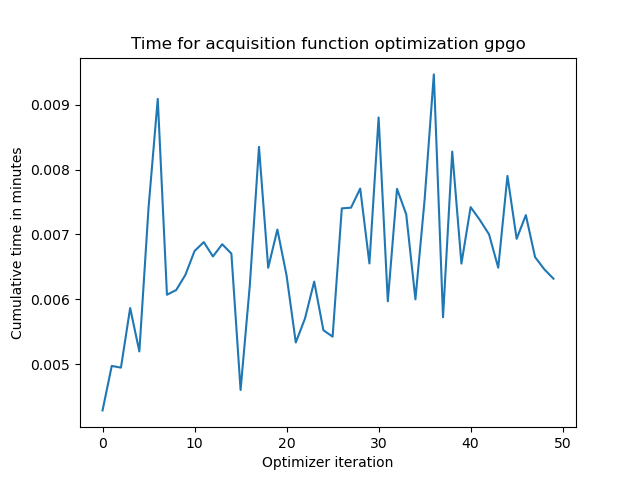 Time for acquisition function optimization gpgo
Cumulative time in minutes
0.009
0.008
0.007
0.006
0.005
0 10 20 30 40 50
Optimizer iteration